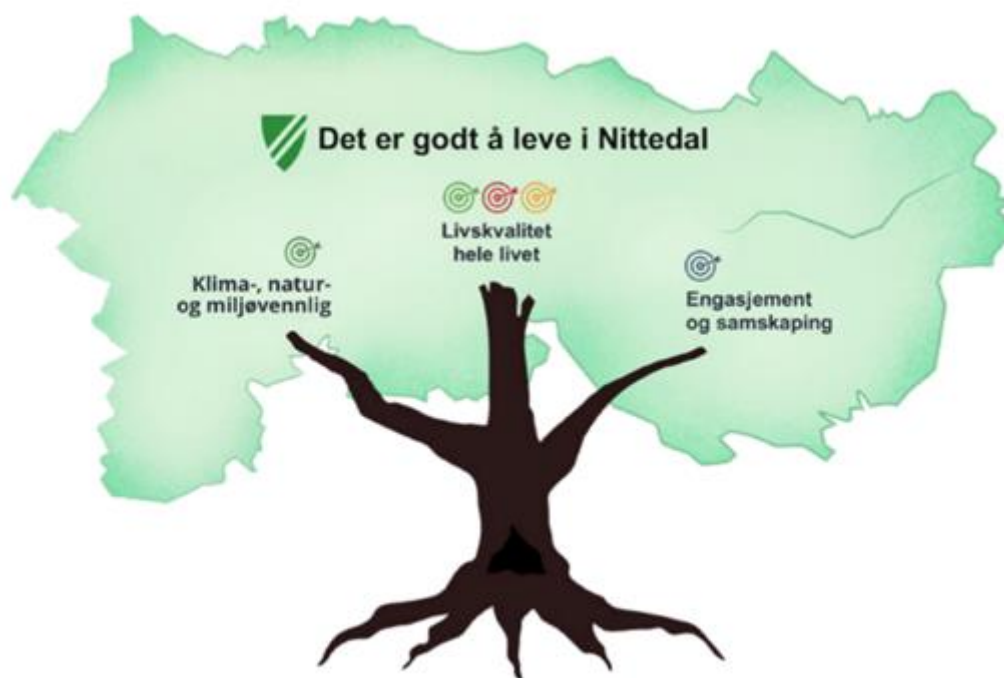 Det er godt å leve i Nittedal
Livskvalitet
hele livet
Klima-, natur-
og miljøvennlig
Engasjement
og samskaping